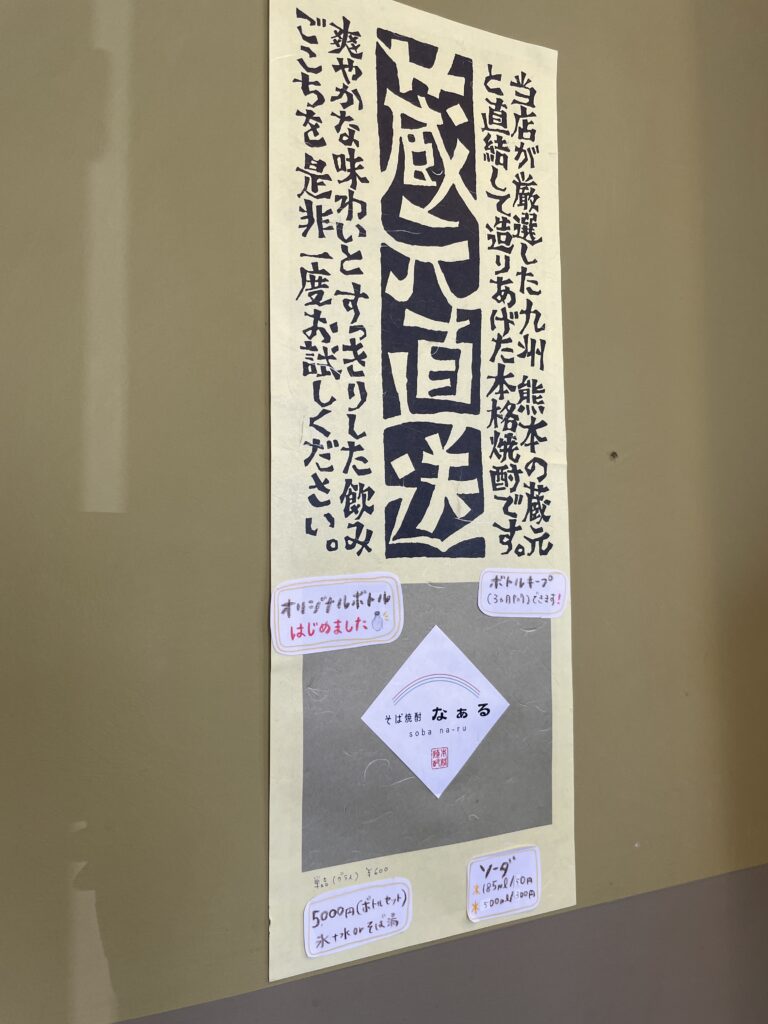 当店が厳選した九州 熊本の蔵元
と直結して造りあげた本格焼酎です。
蔵元直送
爽やかな味わいと すっきりした飲み
ごこちを 是非 一度お試しください。
オリジナルボトル
はじめました
ボトルキープ
できます!
そば焼酎 なぁる
soba na-ru
(グラス) ¥600
5000円(ボトルセット)
氷+水 or そば湯
ソーダ